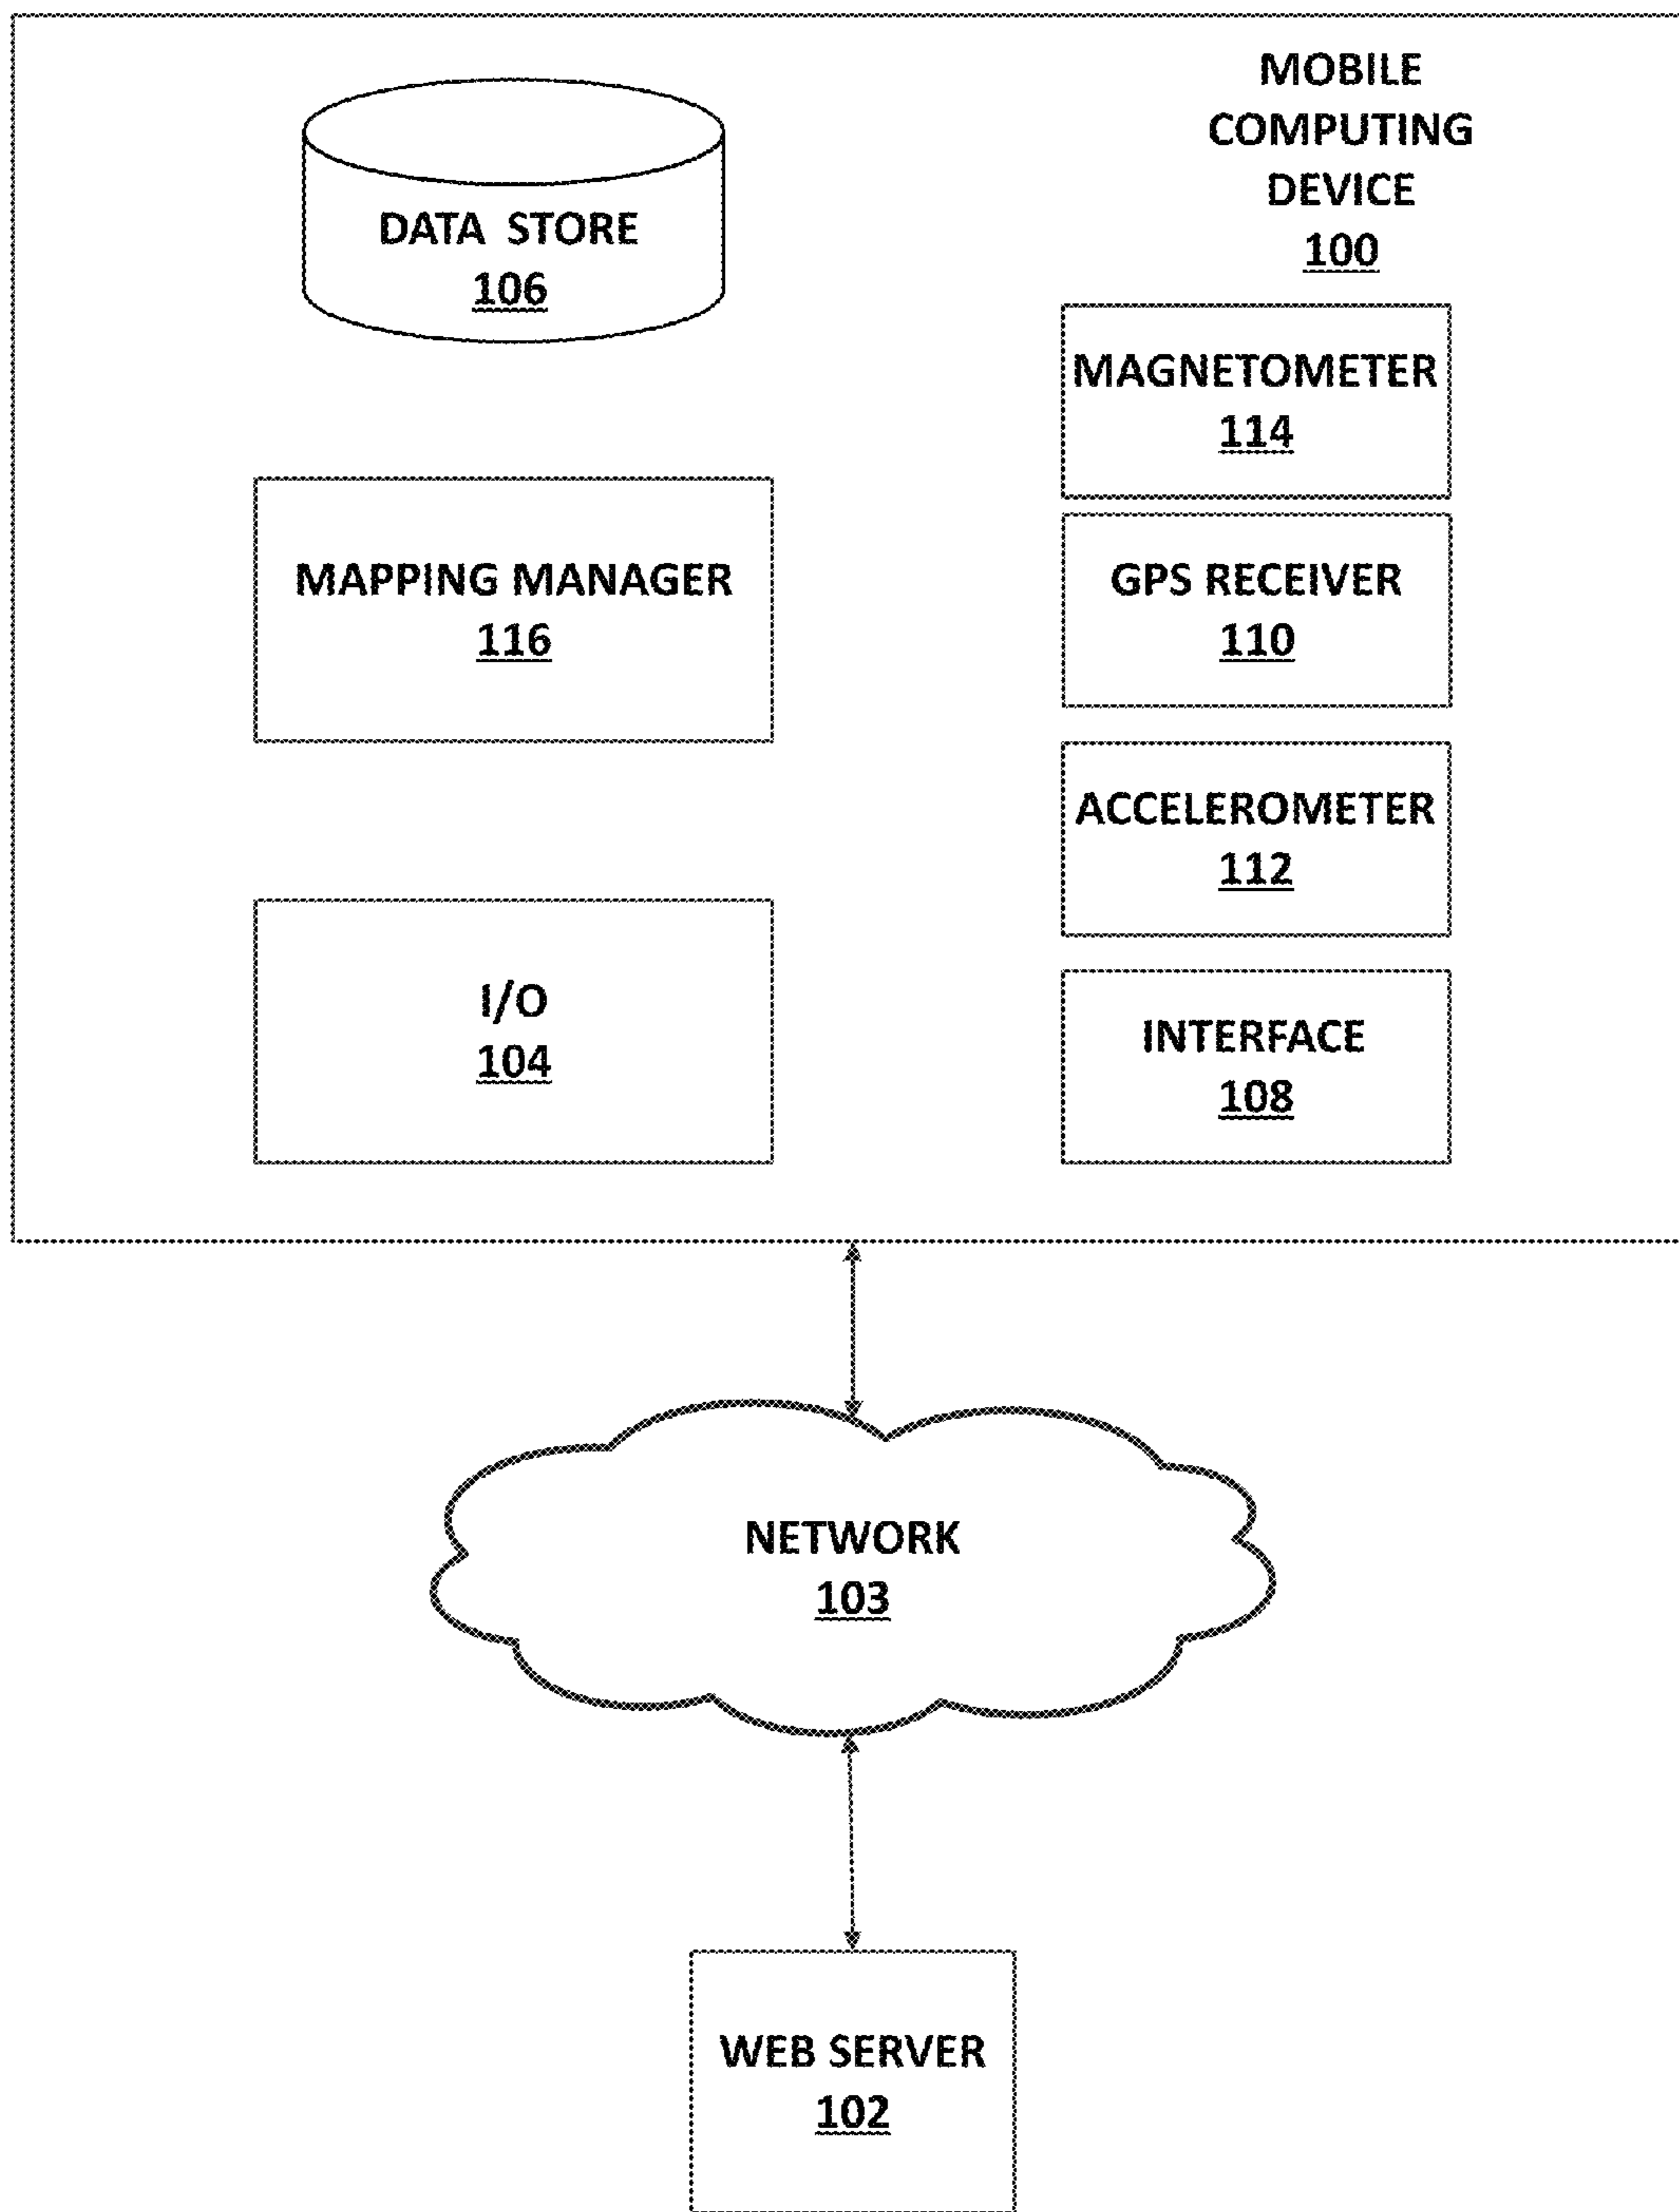 MOBILE
COMPUTING
DEVICE
100
DATA STORE
106
MAGNETOMETER
114
MAPPING MANAGER
116
GPS RECEIVER
110
ACCELEROMETER
112
I/O
104
INTERFACE
108
NETWORK
103
WEB SERVER
102